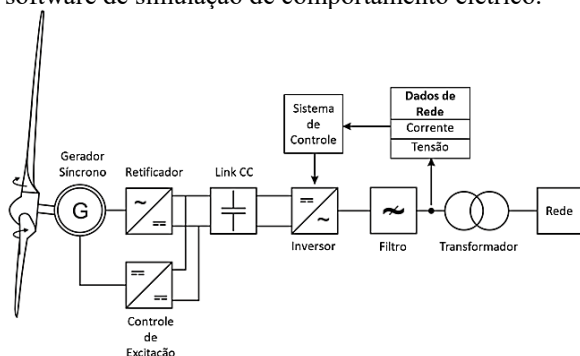 software de simulação de comportamento elétrico.
Sistema
de
Controle
Dados de
Rede
Corrente
Tensão
Gerador
Síncrono
Retificador
Link CC
G
Inversor
Filtro
Transformador
Rede
Controle
de
Excitação